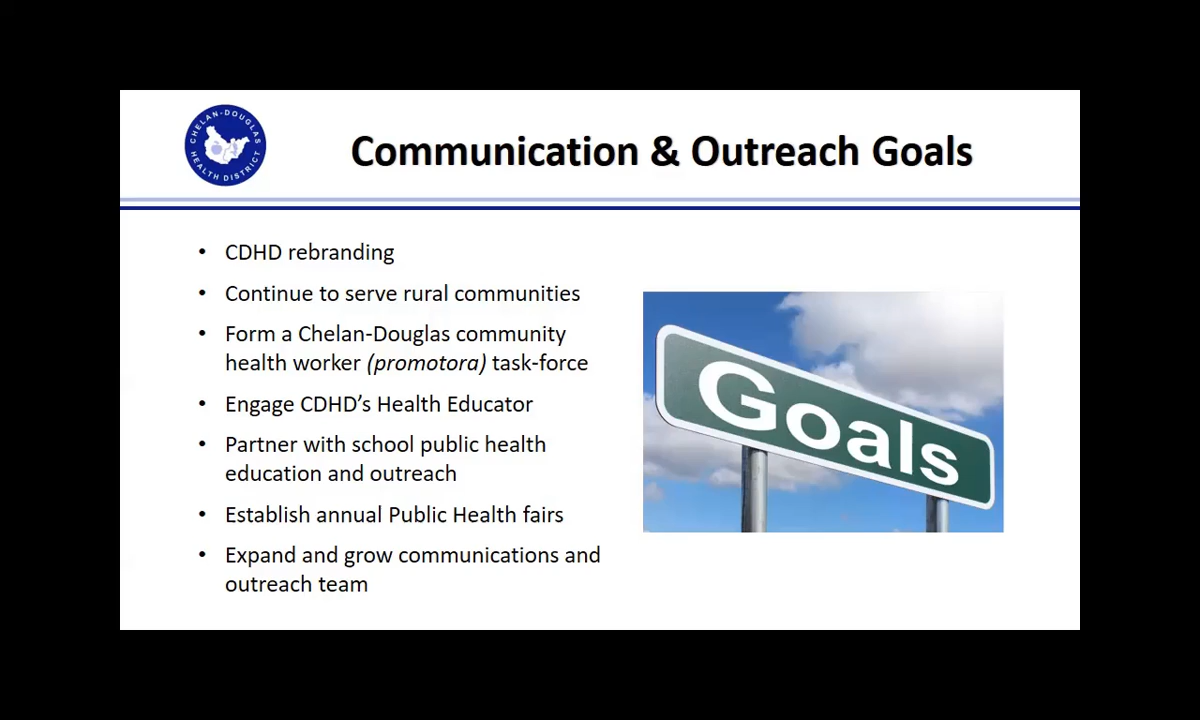 CHELAN-DOUGLAS
HEALTH DISTRICT
Communication & Outreach Goals
• CDHD rebranding
• Continue to serve rural communities
• Form a Chelan-Douglas community
health worker (promotora) task-force
• Engage CDHD’s Health Educator
• Partner with school public health
education and outreach
• Establish annual Public Health fairs
• Expand and grow communications and
outreach team
Goals